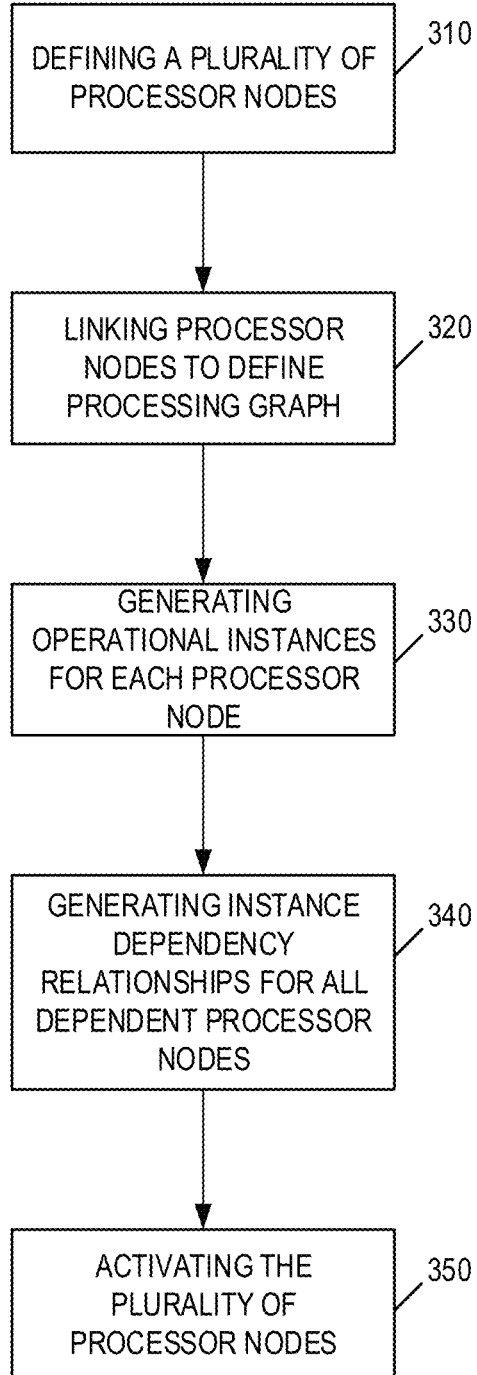 DEFINING A PLURALITY OF
PROCESSOR NODES
310
LINKING PROCESSOR
NODES TO DEFINE
PROCESSING GRAPH
320
GENERATING
OPERATIONAL INSTANCES
FOR EACH PROCESSOR
NODE
330
GENERATING INSTANCE
DEPENDENCY
RELATIONSHIPS FOR ALL
DEPENDENT PROCESSOR
NODES
340
ACTIVATING THE
PLURALITY OF
PROCESSOR NODES
350